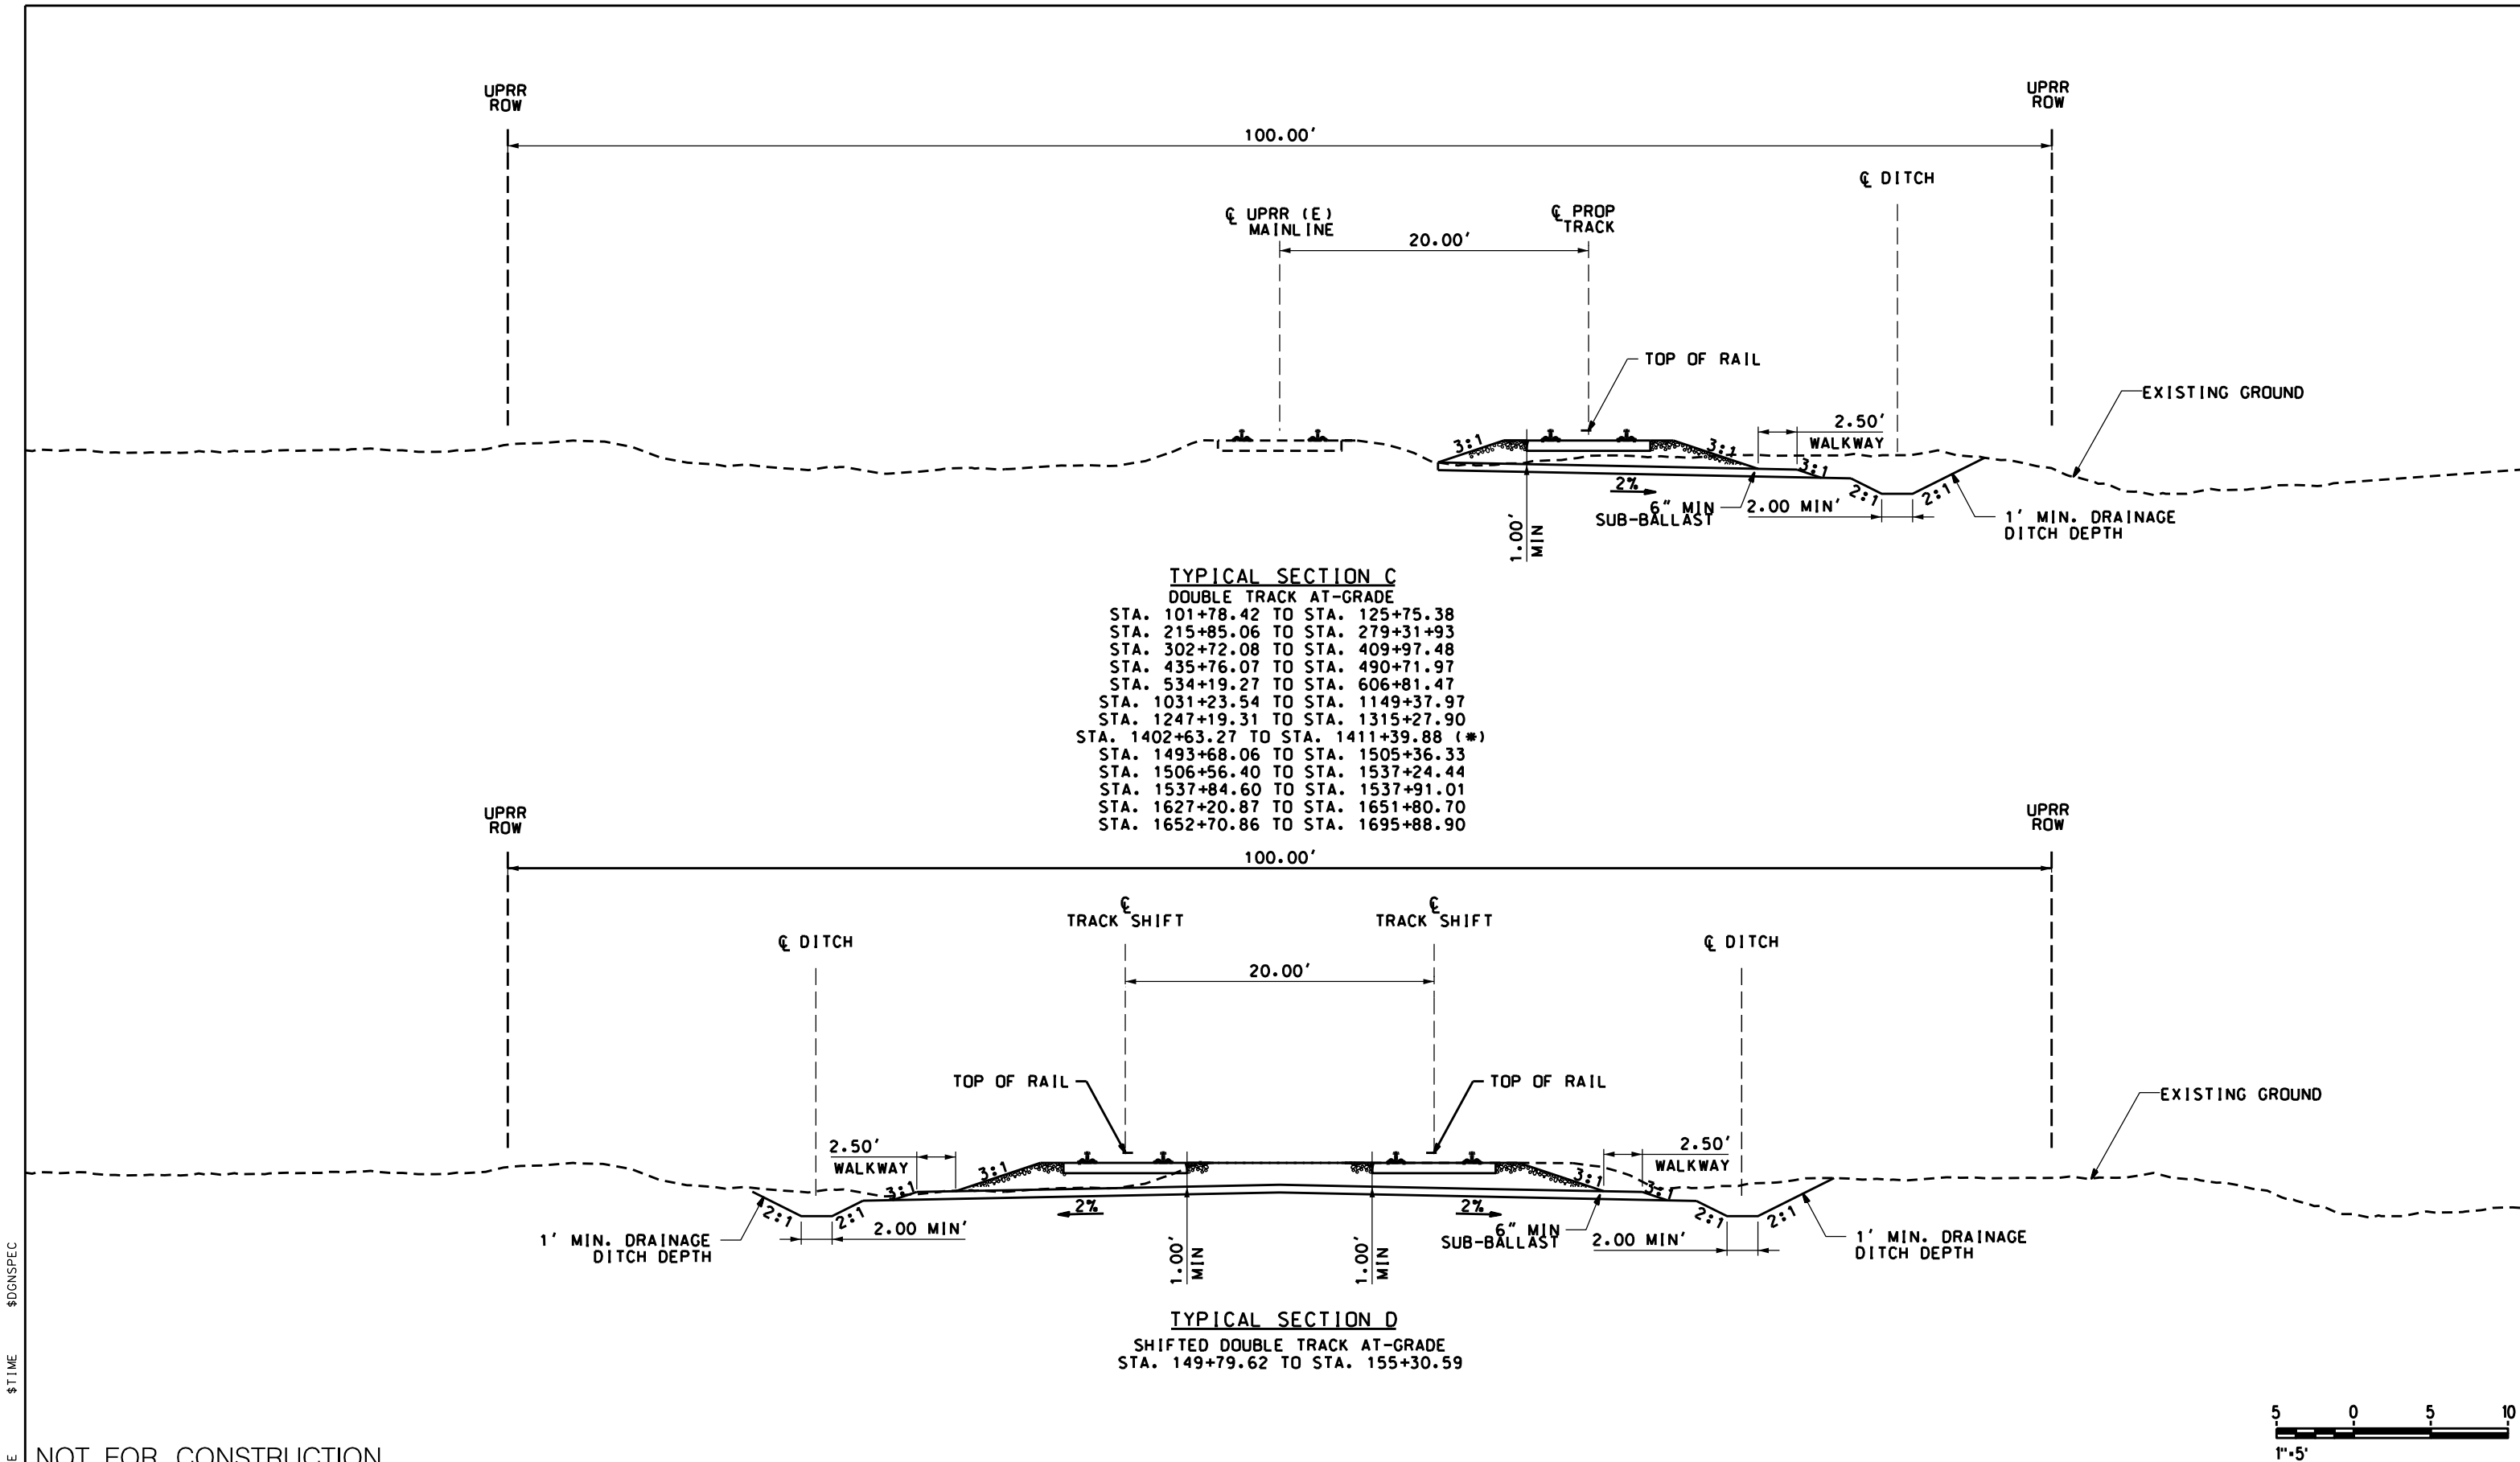 UPRR
ROW
UPRR
ROW
100.00'
℄ DITCH
℄ UPRR (E)
MAINLINE
℄ PROP
TRACK
20.00'
TOP OF RAIL
EXISTING GROUND
2.50'
WALKWAY
3:1
3:1
3:1
2%
6" MIN
SUB-BALLAST
2.00 MIN'
2:1
2:1
1' MIN. DRAINAGE
DITCH DEPTH
1.00'
MIN
TYPICAL SECTION C
DOUBLE TRACK AT-GRADE
STA. 101+78.42 TO STA. 125+75.38
STA. 215+85.06 TO STA. 279+31+93
STA. 302+72.08 TO STA. 409+97.48
STA. 435+76.07 TO STA. 490+71.97
STA. 534+19.27 TO STA. 606+81.47
STA. 1031+23.54 TO STA. 1149+37.97
STA. 1247+19.31 TO STA. 1315+27.90
STA. 1402+63.27 TO STA. 1411+39.88 (*)
STA. 1493+68.06 TO STA. 1505+36.33
STA. 1506+56.40 TO STA. 1537+24.44
STA. 1537+84.60 TO STA. 1537+91.01
STA. 1627+20.87 TO STA. 1651+80.70
STA. 1652+70.86 TO STA. 1695+88.90
UPRR
ROW
UPRR
ROW
100.00'
℄
TRACK SHIFT
℄
TRACK SHIFT
℄ DITCH
℄ DITCH
20.00'
TOP OF RAIL
TOP OF RAIL
EXISTING GROUND
2.50'
WALKWAY
2.50'
WALKWAY
3:1
3:1
3:1
3:1
2%
2%
2:1
2:1
2:1
2:1
2.00 MIN'
6" MIN
SUB-BALLAST
2.00 MIN'
1' MIN. DRAINAGE
DITCH DEPTH
1' MIN. DRAINAGE
DITCH DEPTH
1.00'
MIN
1.00'
MIN
TYPICAL SECTION D
SHIFTED DOUBLE TRACK AT-GRADE
STA. 149+79.62 TO STA. 155+30.59
5 0 5 10
1"=5'
$DGNSPEC
$TIME
NOT FOR CONSTRUCTION